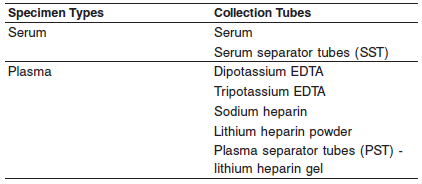 Specimen Types Collection Tubes
Serum Serum
Serum separator tubes (SST)
Plasma Dipotassium EDTA
Tripotassium EDTA
Sodium heparin
Lithium heparin powder
Plasma separator tubes (PST) -
lithium heparin gel